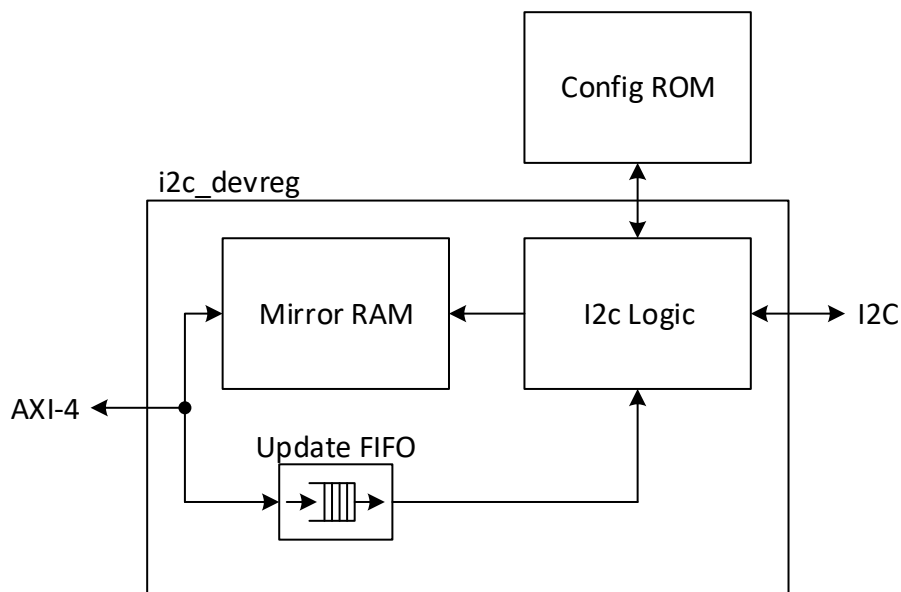 Config ROM
i2c_devreg
Mirror RAM
I2c Logic
I2C
AXI-4
Update FIFO